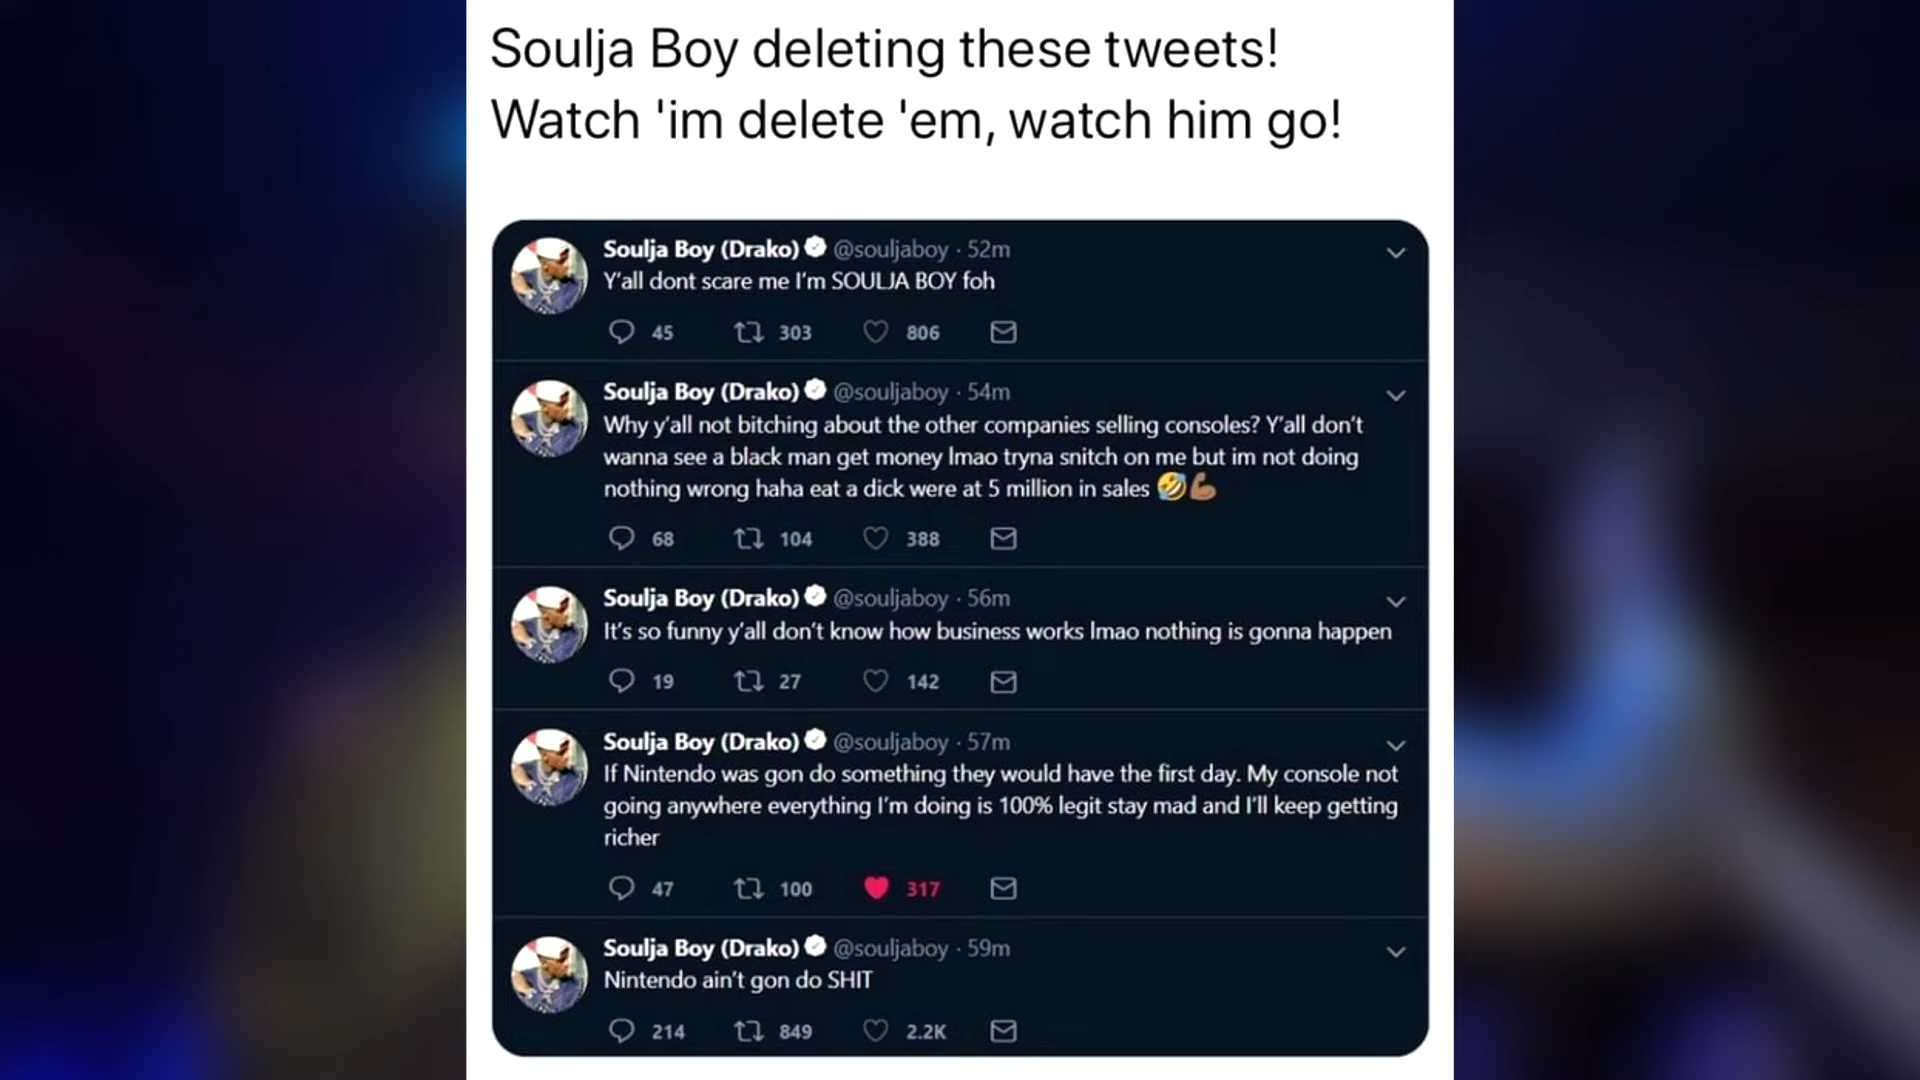 Soulja Boy deleting these tweets!
Watch 'im delete 'em, watch him go!
Soulja Boy (Drako) @souljaboy · 52m
Y'all dont scare me I'm SOULJA BOY foh
45 303 806
Soulja Boy (Drako) @souljaboy · 54m
Why y'all not bitching about the other companies selling consoles? Y'all don't
wanna see a black man get money lmao tryna snitch on me but im not doing
nothing wrong haha eat a dick were at 5 million in sales 🤣💪🏽
68 104 388
Soulja Boy (Drako) @souljaboy · 56m
It's so funny y'all don't know how business works lmao nothing is gonna happen
19 27 142
Soulja Boy (Drako) @souljaboy · 57m
If Nintendo was gon do something they would have the first day. My console not
going anywhere everything I'm doing is 100% legit stay mad and I'll keep getting
richer
47 100 317
Soulja Boy (Drako) @souljaboy · 59m
Nintendo ain't gon do SHIT
214 849 2.2K